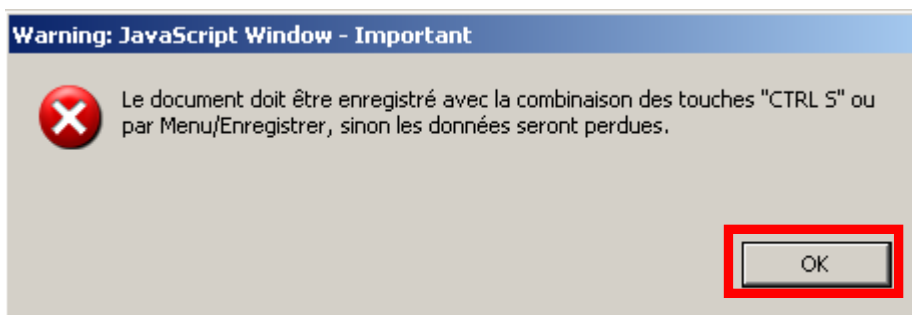 Warning: JavaScript Window - Important
Le document doit être enregistré avec la combinaison des touches "CTRL S" ou
par Menu/Enregistrer, sinon les données seront perdues.
OK